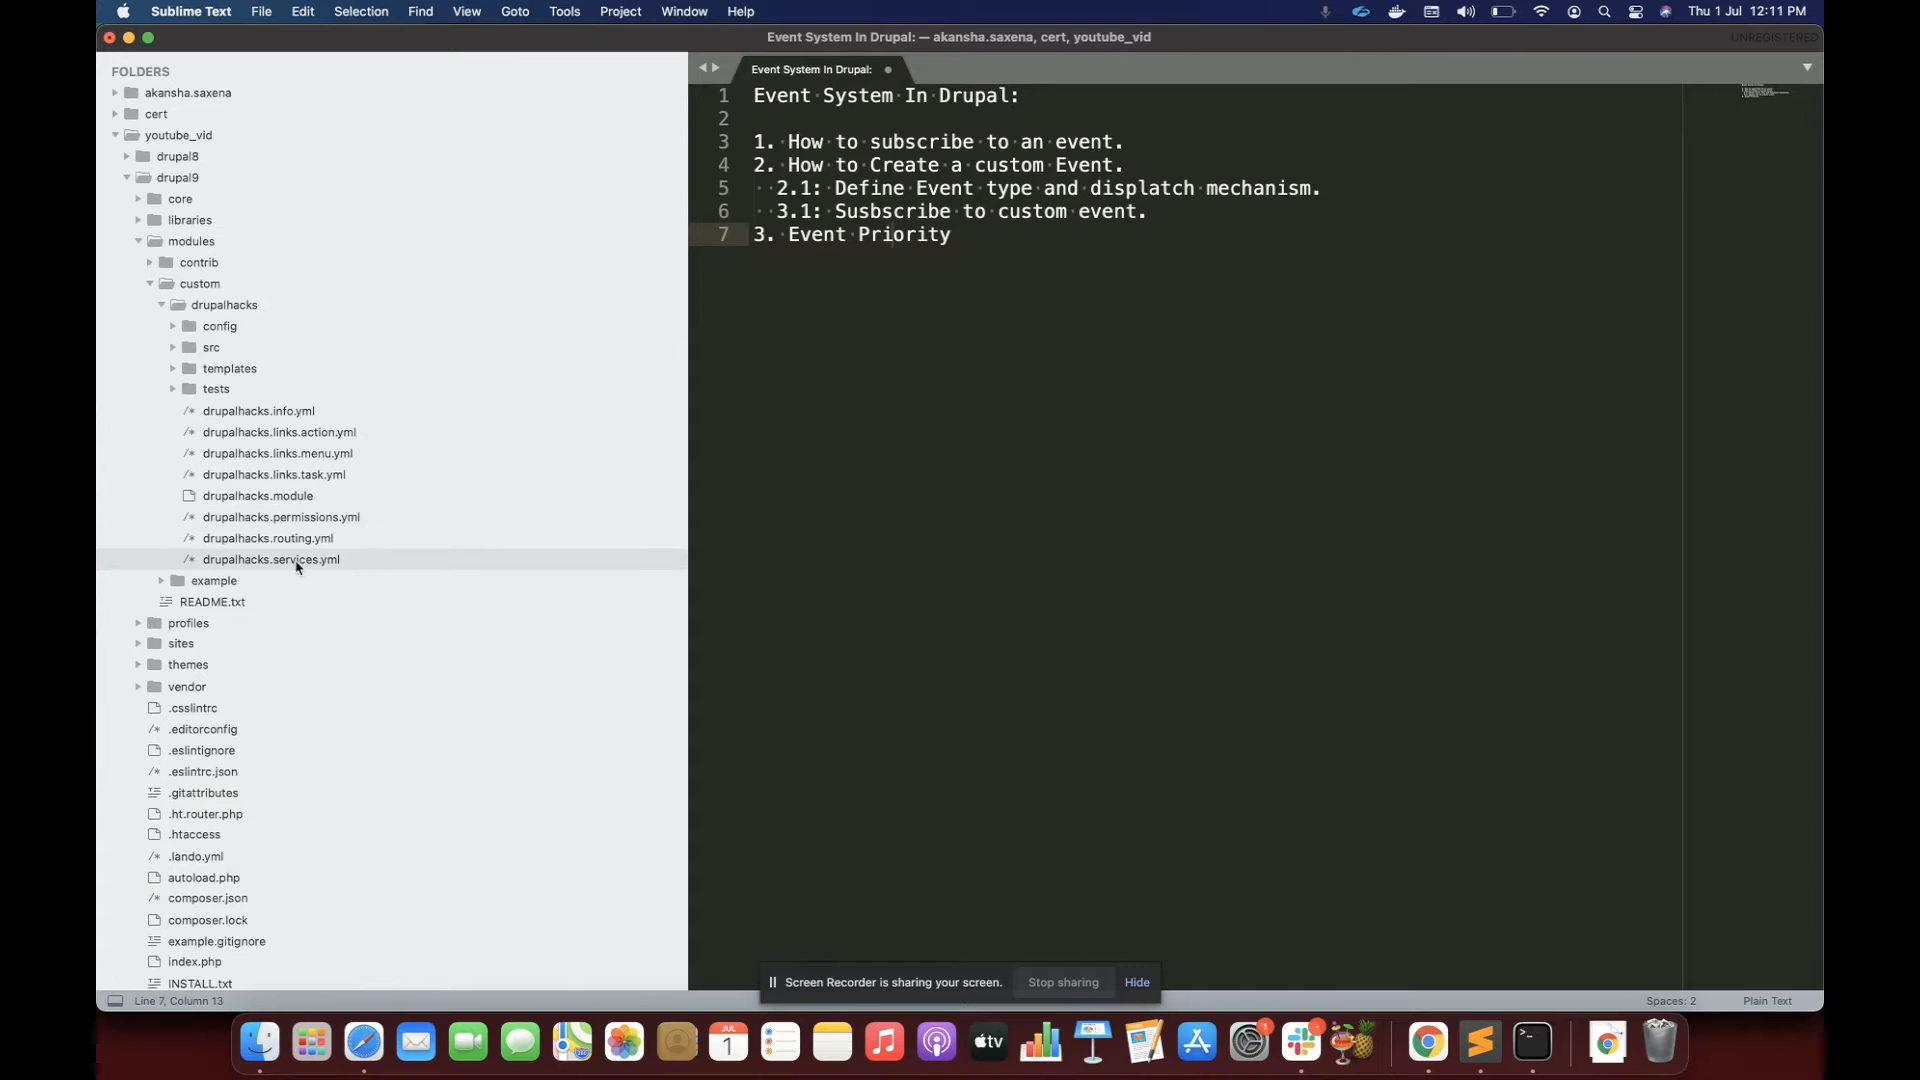 Sublime Text File Edit Selection Find View Goto Tools Project Window Help Thu 1 Jul 12:11 PM
Event System In Drupal: — akansha.saxena, cert, youtube_vid
UNREGISTERED
FOLDERS
akansha.saxena
cert
youtube_vid
drupal8
drupal9
core
libraries
modules
contrib
custom
drupalhacks
config
src
templates
tests
drupalhacks.info.yml
drupalhacks.links.action.yml
drupalhacks.links.menu.yml
drupalhacks.links.task.yml
drupalhacks.module
drupalhacks.permissions.yml
drupalhacks.routing.yml
drupalhacks.services.yml
example
README.txt
profiles
sites
themes
vendor
.csslintrc
.editorconfig
.eslintignore
.eslintrc.json
.gitattributes
.ht.router.php
.htaccess
.lando.yml
autoload.php
composer.json
composer.lock
example.gitignore
index.php
INSTALL.txt
Event System In Drupal:
1 Event System In Drupal:
2
3 1. How to subscribe to an event.
4 2. How to Create a custom Event.
5 2.1: Define Event type and displatch mechanism.
6 3.1: Susbscribe to custom event.
7 3. Event Priority
Screen Recorder is sharing your screen. Stop sharing Hide
Line 7, Column 13 Spaces: 2 Plain Text
JUL
1
tv
1